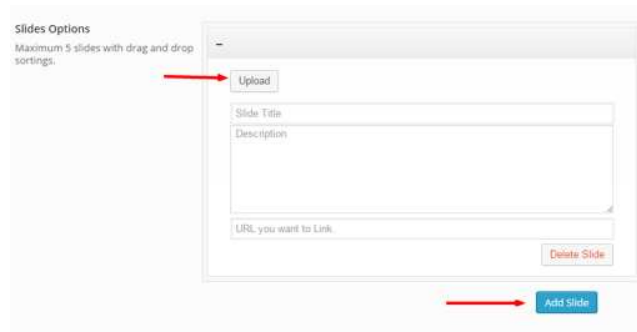 Slides Options
Maximum 5 slides with drag and drop
sortings.
Upload
Slide Title
Description
URL you want to Link.
Delete Slide
Add Slide